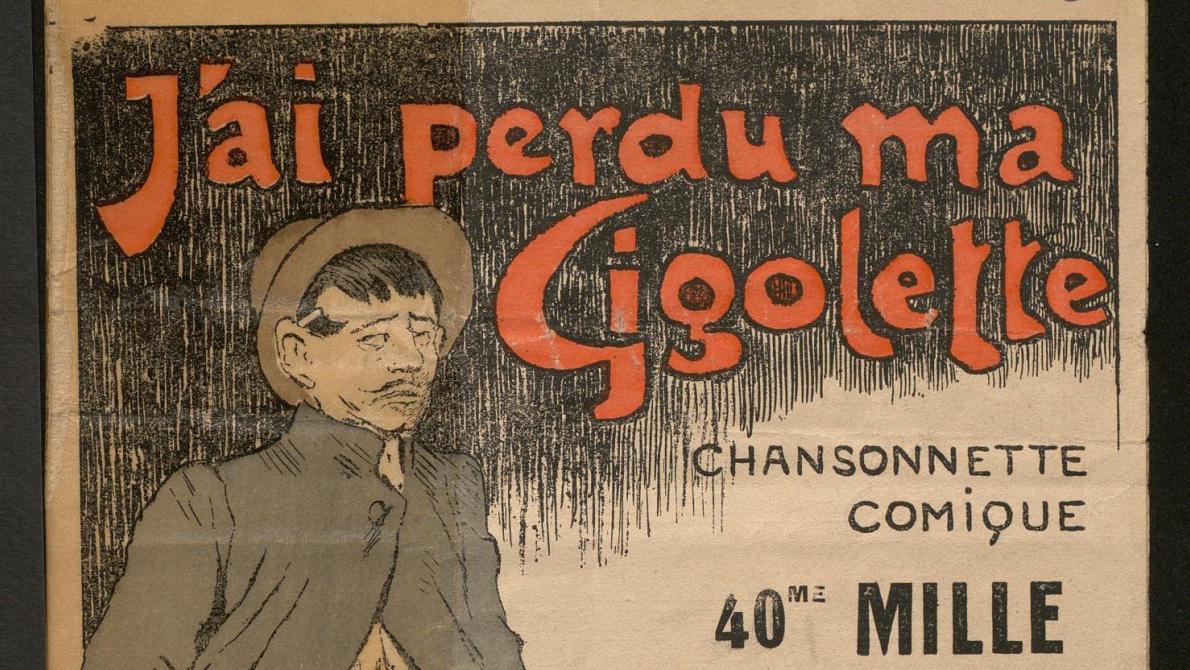 J'ai perdu ma
Gigolette
CHANSONNETTE
COMiQUE
40ME MILLE